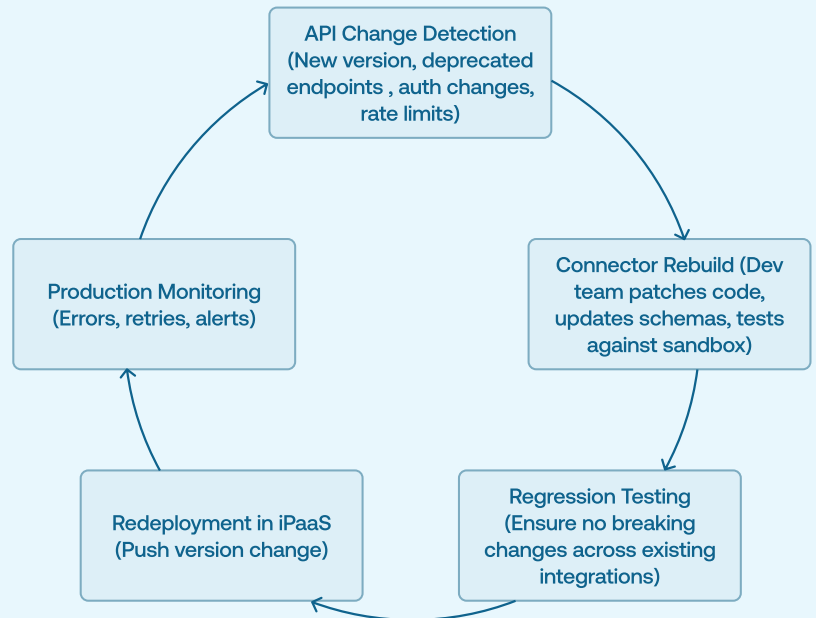 API Change Detection
(New version, deprecated
endpoints , auth changes,
rate limits)
Connector Rebuild (Dev
team patches code,
updates schemas, tests
against sandbox)
Regression Testing
(Ensure no breaking
changes across existing
integrations)
Redeployment in iPaaS
(Push version change)
Production Monitoring
(Errors, retries, alerts)